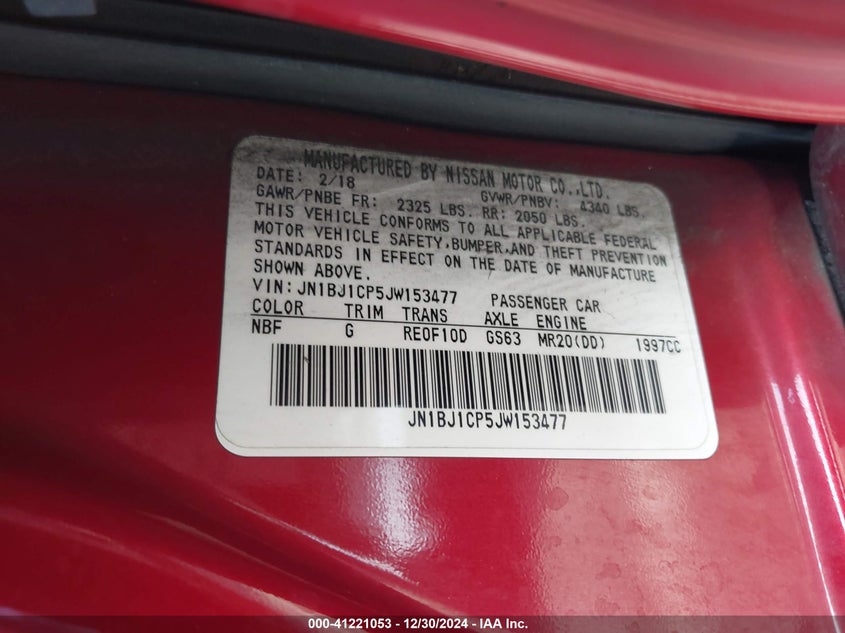 MANUFACTURED BY NISSAN MOTOR CO.,LTD.
DATE: 2/18 GVWR/PNBV: 4340 LBS.
GAWR/PNBE FR: 2325 LBS. RR: 2050 LBS.
THIS VEHICLE CONFORMS TO ALL APPLICABLE FEDERAL
MOTOR VEHICLE SAFETY,BUMPER,AND THEFT PREVENTION
STANDARDS IN EFFECT ON THE DATE OF MANUFACTURE
SHOWN ABOVE.
VIN:JN1BJ1CP5JW153477 PASSENGER CAR
COLOR TRIM TRANS AXLE ENGINE
NBF G RE0F10D GS63 MR20(DD) 1997CC
JN1BJ1CP5JW153477
000-41221053 - 12/30/2024 - IAA Inc.